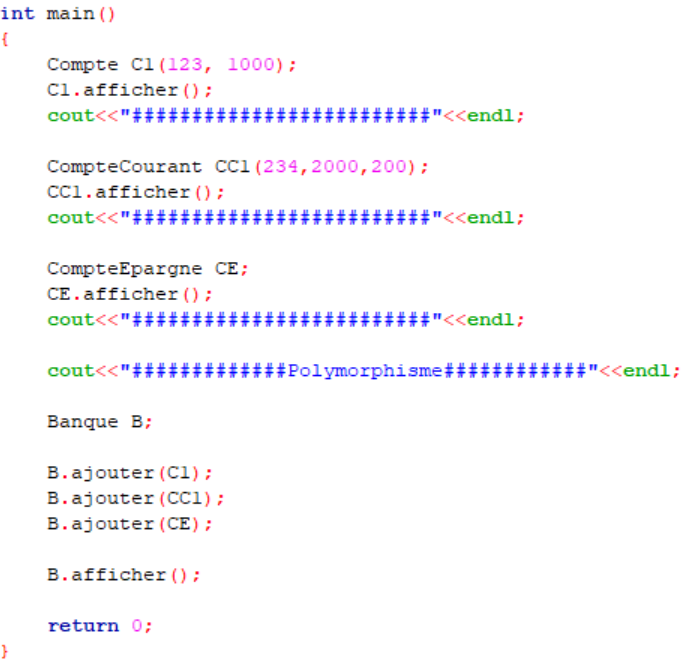 int main()
{
    Compte C1(123, 1000);
    C1.afficher();
    cout<<"#########################"<<endl;

    CompteCourant CC1(234,2000,200);
    CC1.afficher();
    cout<<"#########################"<<endl;

    CompteEpargne CE;
    CE.afficher();
    cout<<"#########################"<<endl;

    cout<<"#############Polymorphisme############"<<endl;

    Banque B;

    B.ajouter(C1);
    B.ajouter(CC1);
    B.ajouter(CE);

    B.afficher();

    return 0;
}